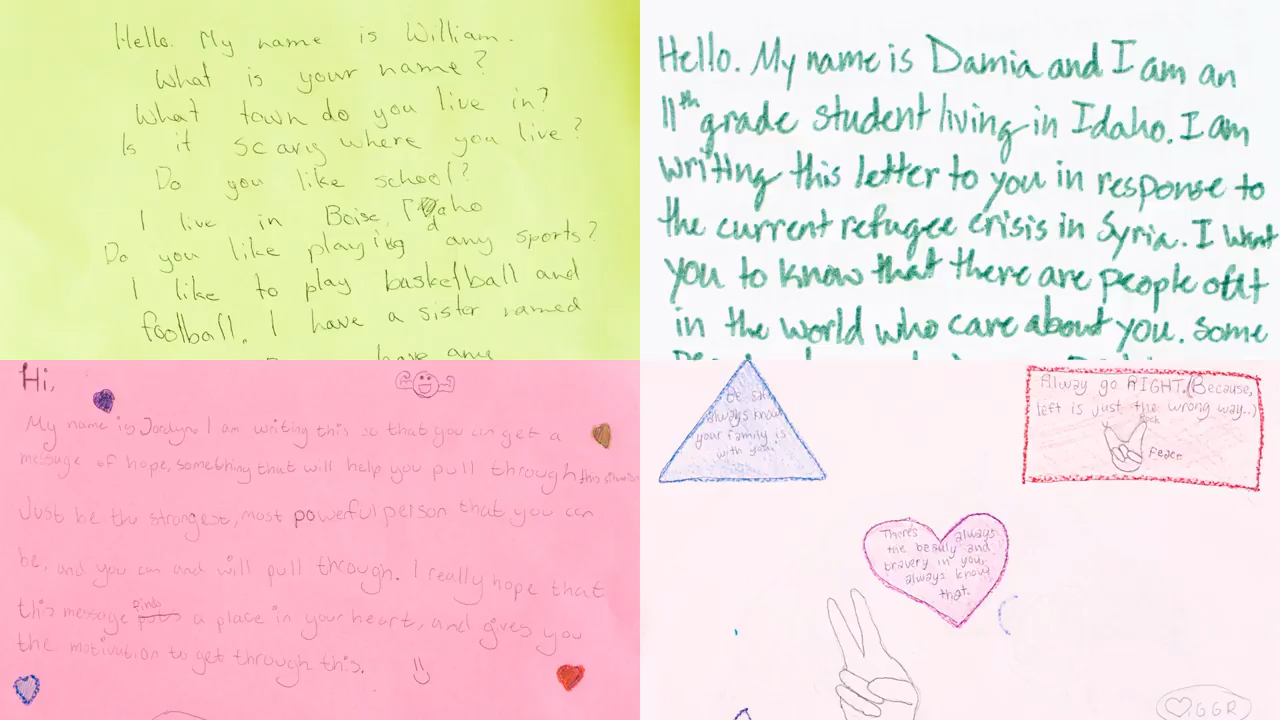 Hello. My name is William.
What is your name?
What town do you live in?
Is it scary where you live?
Do you like school?
I live in Boise, Idaho
Do you like playing any sports?
I like to play basketball and
football. I have a sister named
have any
Hello. My name is Damia and I am an
11th grade student living in Idaho. I am
writing this letter to you in response to
the current refugee crisis in Syria. I want
you to know that there are people out
in the world who care about you. Some
Hi,
My name is Jordyn. I am writing this so that you can get a
message of hope, something that will help you pull through this
Just be the strongest, most powerful person that you can
be, and you can and will pull through. I really hope that
this message finds a place in your heart, and gives you
the motivation to get through this.
Be safe
always know
your family is
with you.
Alway go RIGHT. (Because,
left is just the wrong way..)
Rock
Peace
There's always
the beauty and
bravery in you,
always know
that.
GGR